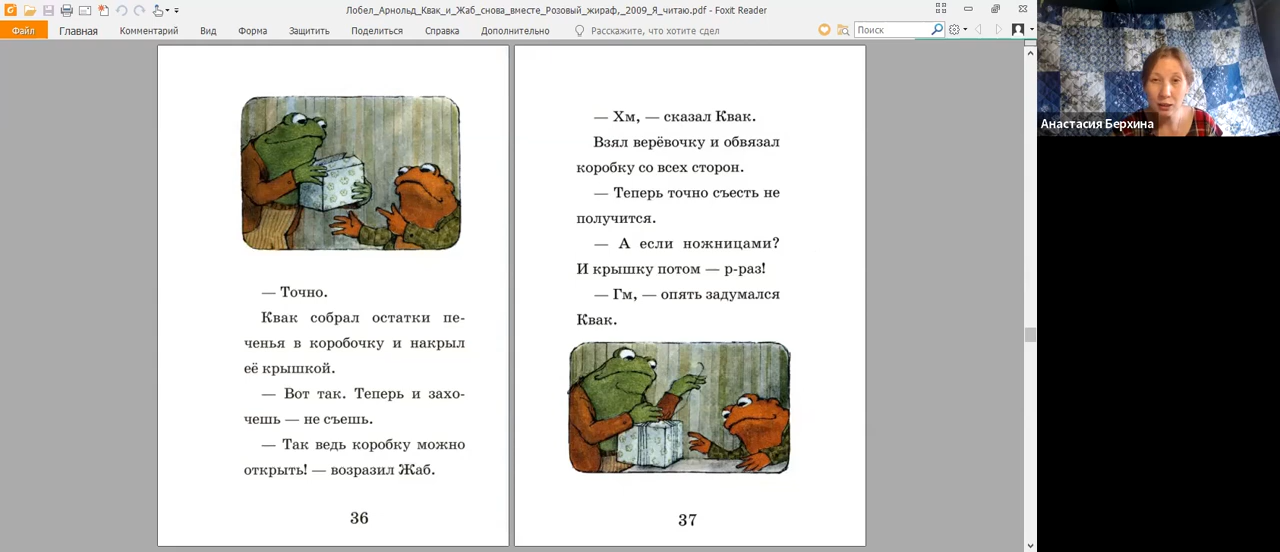 Лобел_Арнольд_Квак_и_Жаб_снова_вместе_Розовый_жираф,_2009_Я_читаю.pdf - Foxit Reader
Файл
Главная
Комментарий
Вид
Форма
Защитить
Поделиться
Справка
Дополнительно
Расскажите, что хотите сдел
Поиск
— Точно.
Квак собрал остатки пе-
ченья в коробочку и накрыл
её крышкой.
— Вот так. Теперь и захо-
чешь — не съешь.
— Так ведь коробку можно
открыть! — возразил Жаб.
36
— Хм, — сказал Квак.
Взял верёвочку и обвязал
коробку со всех сторон.
— Теперь точно съесть не
получится.
— А если ножницами?
И крышку потом — р-раз!
— Гм, — опять задумался
Квак.
37
Анастасия Берхина